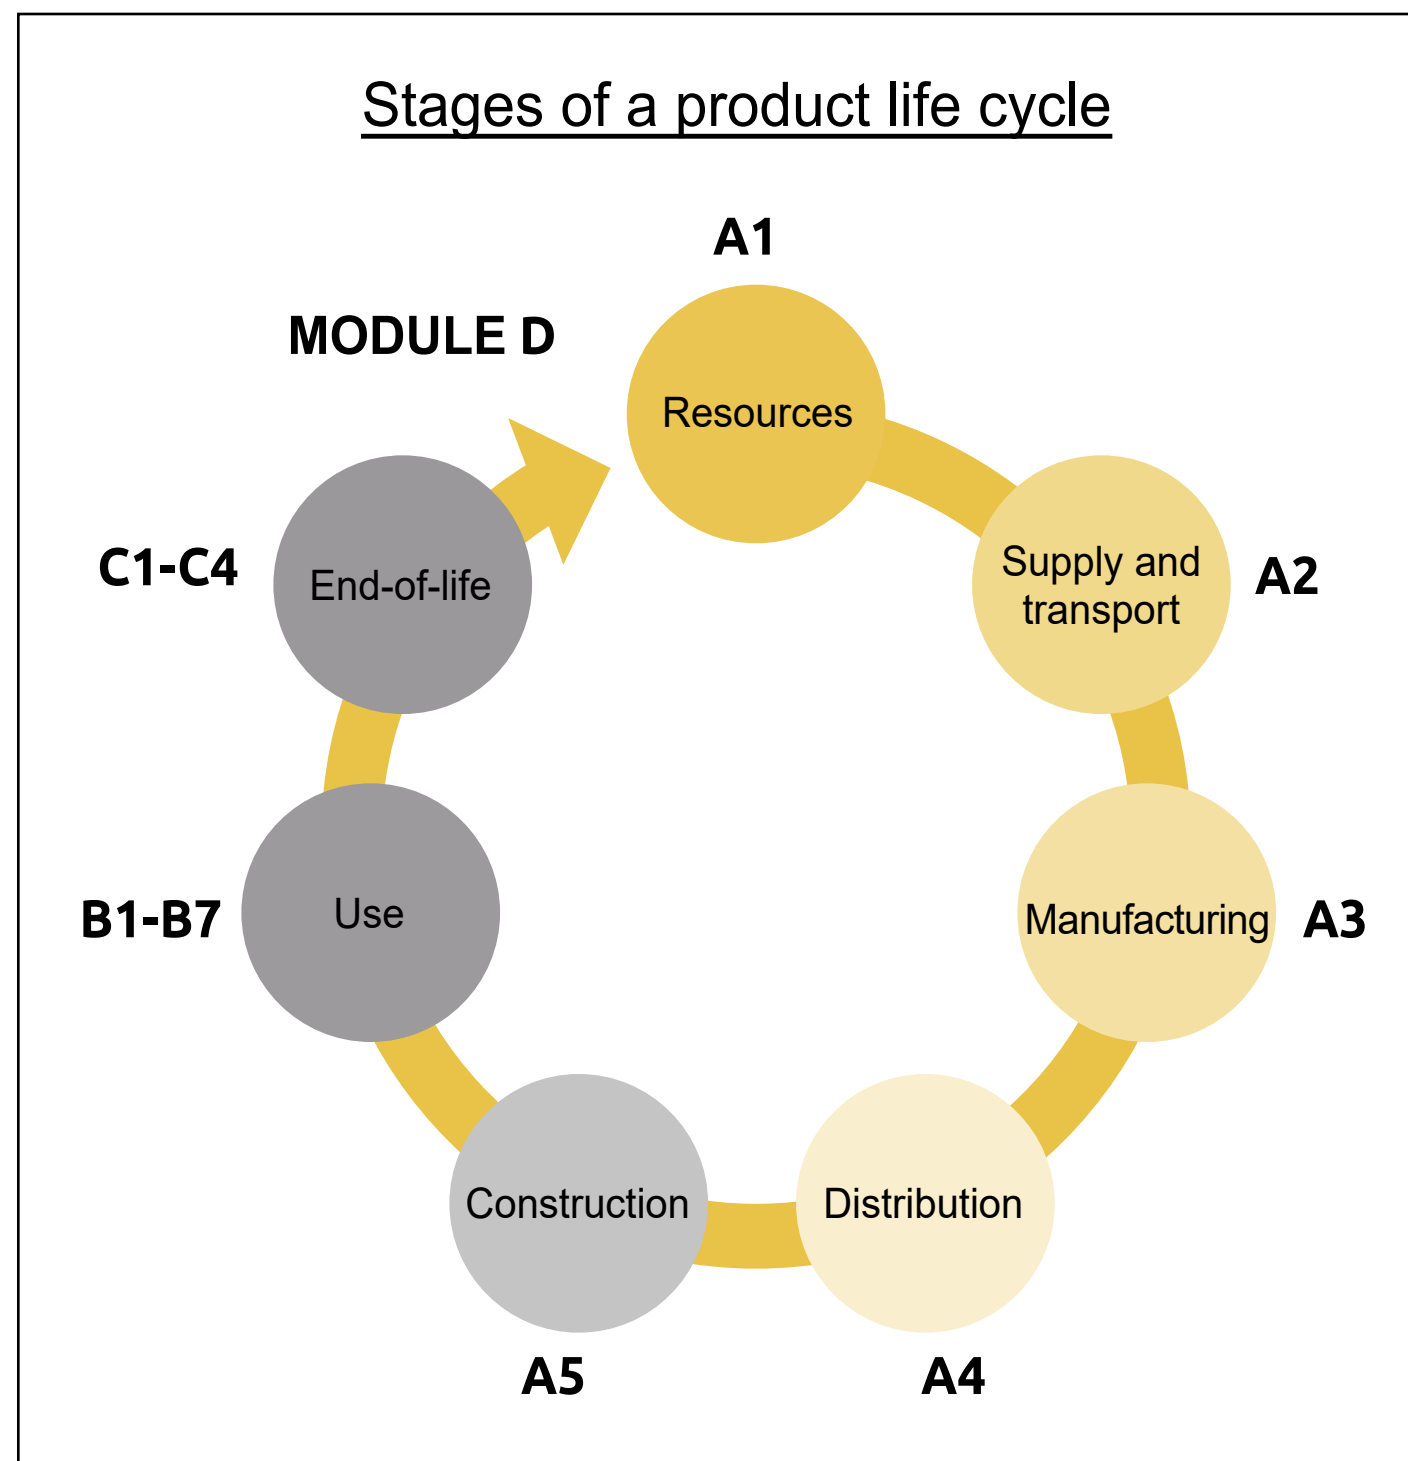 Stages of a product life cycle
A1
Resources
Supply and
transport
A2
Manufacturing
A3
Distribution
A4
Construction
A5
Use
B1-B7
End-of-life
C1-C4
MODULE D